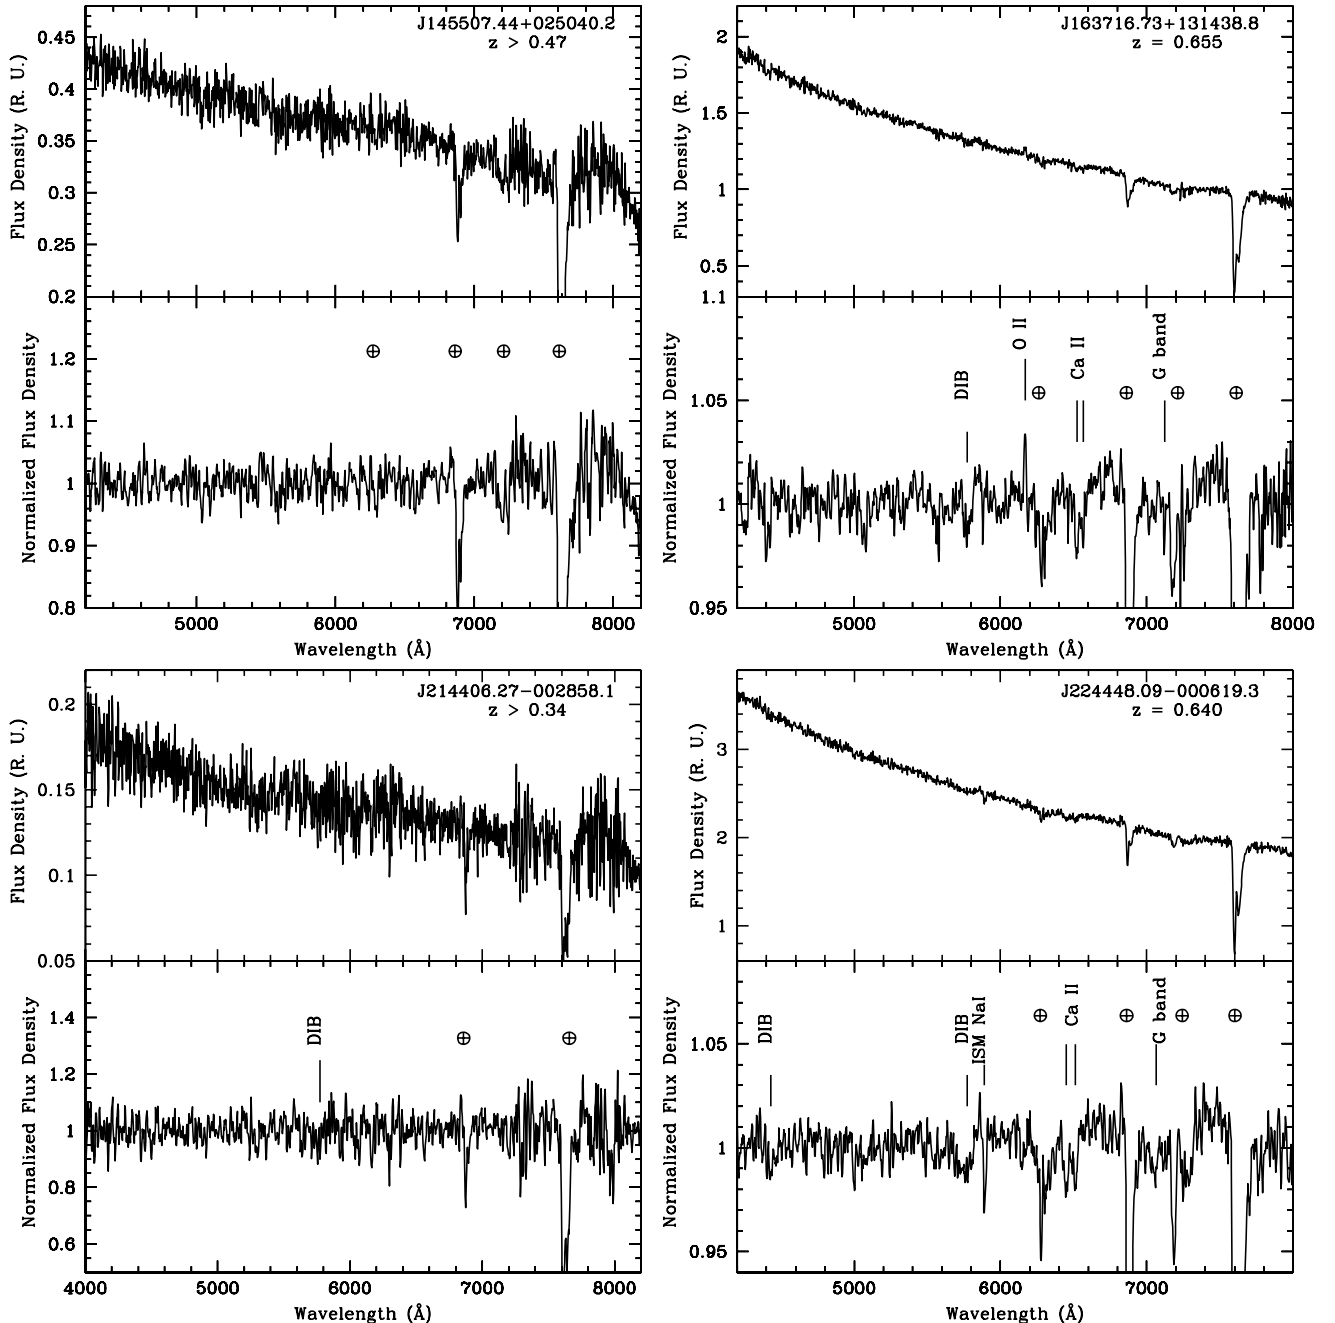 J145507.44+025040.2
z > 0.47
0.45
0.4
0.35
0.3
0.25
0.2
Flux Density (R. U.)
1.2
1.1
1
0.9
0.8
Normalized Flux Density
⊕ ⊕ ⊕ ⊕
5000 6000 7000 8000
Wavelength (Å)
J163716.73+131438.8
z = 0.655
2
1.5
1
0.5
Flux Density (R. U.)
1.1
1.05
1
0.95
Normalized Flux Density
DIB
O II
⊕
Ca II
⊕
G band
⊕
⊕
5000 6000 7000 8000
Wavelength (Å)
J214406.27−002858.1
z > 0.34
0.2
0.15
0.1
0.05
Flux Density (R. U.)
1.4
1.2
1
0.8
0.6
Normalized Flux Density
DIB
⊕ ⊕
4000 5000 6000 7000 8000
Wavelength (Å)
J224448.09−000619.3
z = 0.640
3
2
1
Flux Density (R. U.)
1.05
1
0.95
Normalized Flux Density
DIB
DIB
ISM NaI
⊕
Ca II
⊕
G band
⊕
⊕
5000 6000 7000 8000
Wavelength (Å)